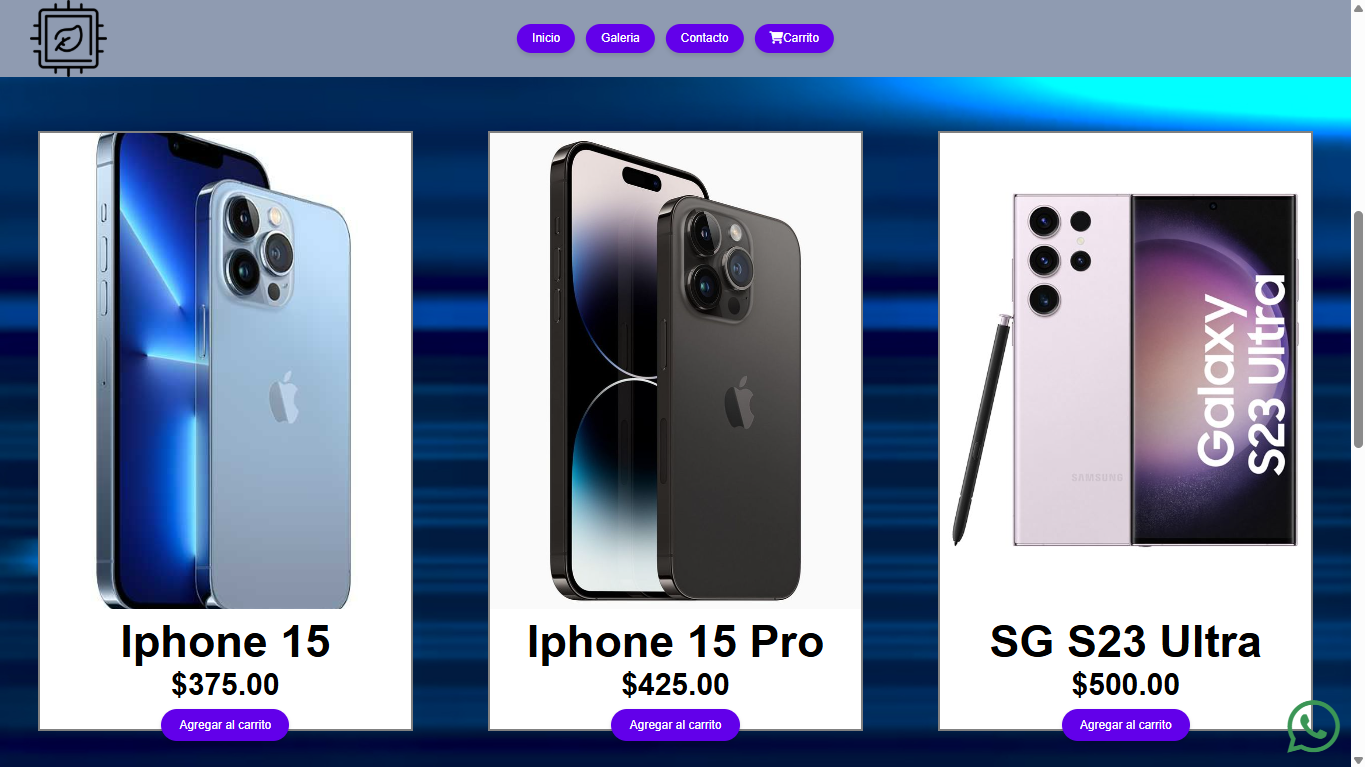 Inicio
Galeria
Contacto
Carrito
SAMSUNG
Galaxy
S23 Ultra
Iphone 15
$375.00
Agregar al carrito
Iphone 15 Pro
$425.00
Agregar al carrito
SG S23 Ultra
$500.00
Agregar al carrito